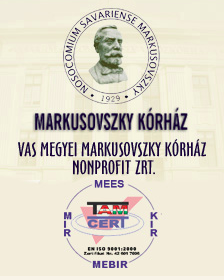 NOSOCOMIUM SAVARIENSE MARKUSOVSZKY
• 1929 •
MARKUSOVSZKY KÓRHÁZ
VAS MEGYEI MARKUSOVSZKY KÓRHÁZ
NONPROFIT ZRT.
MEES
MIR
TAM
CERT
KIR
EN ISO 9001:2000
MEBIR